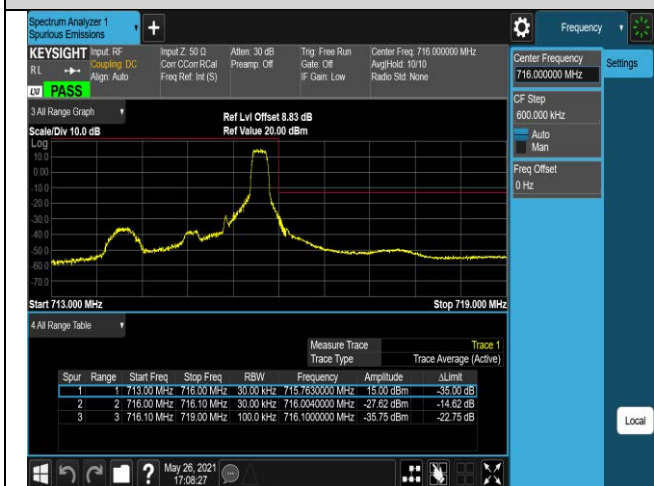 Spectrum Analyzer 1
Spurious Emissions
Frequency
KEYSIGHT
Input: RF
Coupling: DC
Align: Auto
Input Z: 50 Ω
Corr CCorr RCal
Freq Ref: Int (S)
Atten: 30 dB
Preamp: Off
Trig: Free Run
Gate: Off
IF Gain: Low
Center Freq: 716.000000 MHz
Avg|Hold: 10/10
Radio Std: None
RL
LXI PASS
Center Frequency
716.000000 MHz
Settings
CF Step
600.000 kHz
Auto
Man
Freq Offset
0 Hz
3 All Range Graph
Ref Lvl Offset 8.83 dB
Scale/Div 10.0 dB
Ref Value 20.00 dBm
Log
10.0
0.00
-10.0
-20.0
-30.0
-40.0
-50.0
-60.0
-70.0
Start 713.000 MHz
Stop 719.000 MHz
4 All Range Table
Measure Trace Trace 1
Trace Type Trace Average (Active)
Spur Range Start Freq Stop Freq RBW Frequency Amplitude ΔLimit
1 1 713.00 MHz 716.00 MHz 30.00 kHz 715.7630000 MHz 15.00 dBm -35.00 dB
2 2 716.00 MHz 716.10 MHz 30.00 kHz 716.0040000 MHz -27.62 dBm -14.62 dB
3 3 716.10 MHz 719.00 MHz 100.0 kHz 716.1000000 MHz -35.75 dBm -22.75 dB
Local
May 26, 2021
17:08:27